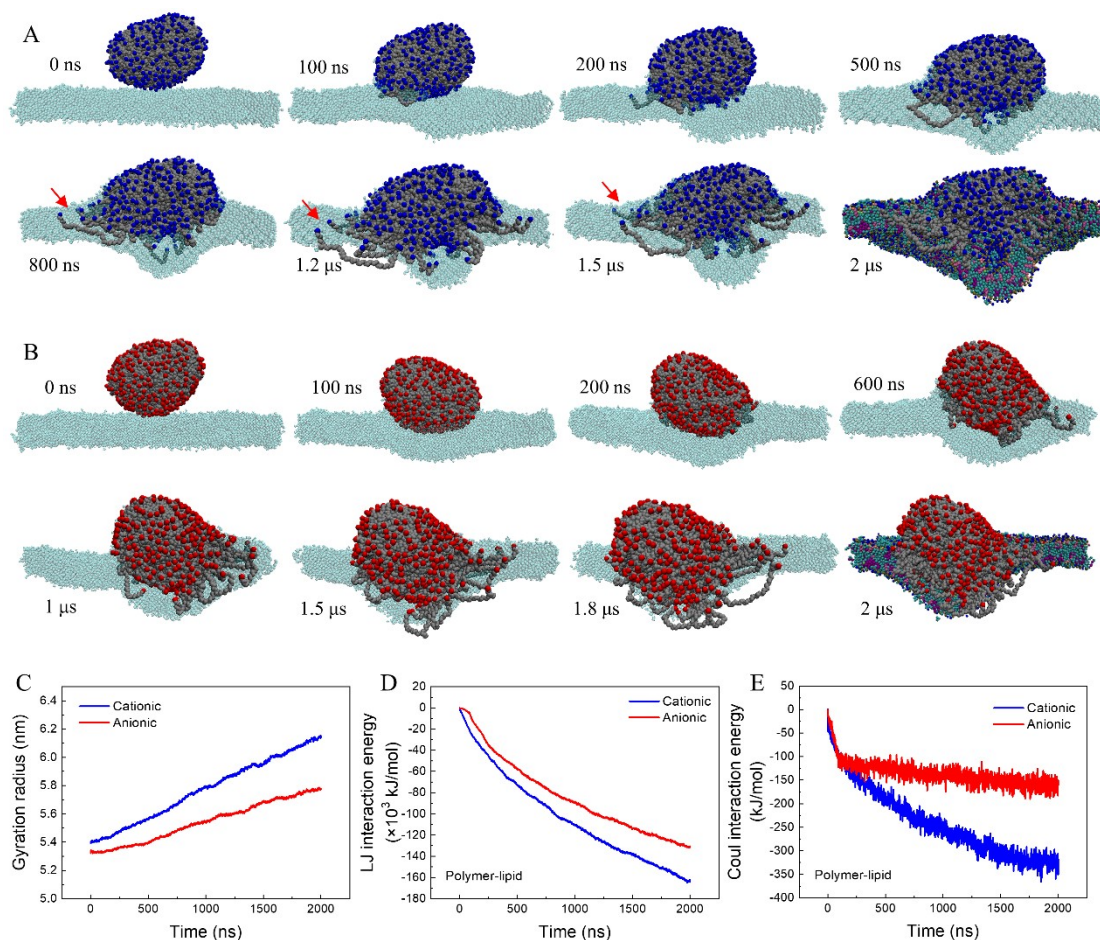 A
0 ns
100 ns
200 ns
500 ns
800 ns
1.2 µs
1.5 µs
2 µs
B
0 ns
100 ns
200 ns
600 ns
1 µs
1.5 µs
1.8 µs
2 µs
C
6.4
6.2
6.0
5.8
5.6
5.4
5.2
5.0
Gyration radius (nm)
Cationic
Anionic
0
500
1000
1500
2000
Time (ns)
D
20
0
-20
-40
-60
-80
-100
-120
-140
-160
-180
LJ interaction energy
(×10³ kJ/mol)
Cationic
Anionic
Polymer-lipid
0
500
1000
1500
2000
Time (ns)
E
50
0
-50
-100
-150
-200
-250
-300
-350
-400
Coul interaction energy
(kJ/mol)
Cationic
Anionic
Polymer-lipid
0
500
1000
1500
2000
Time (ns)